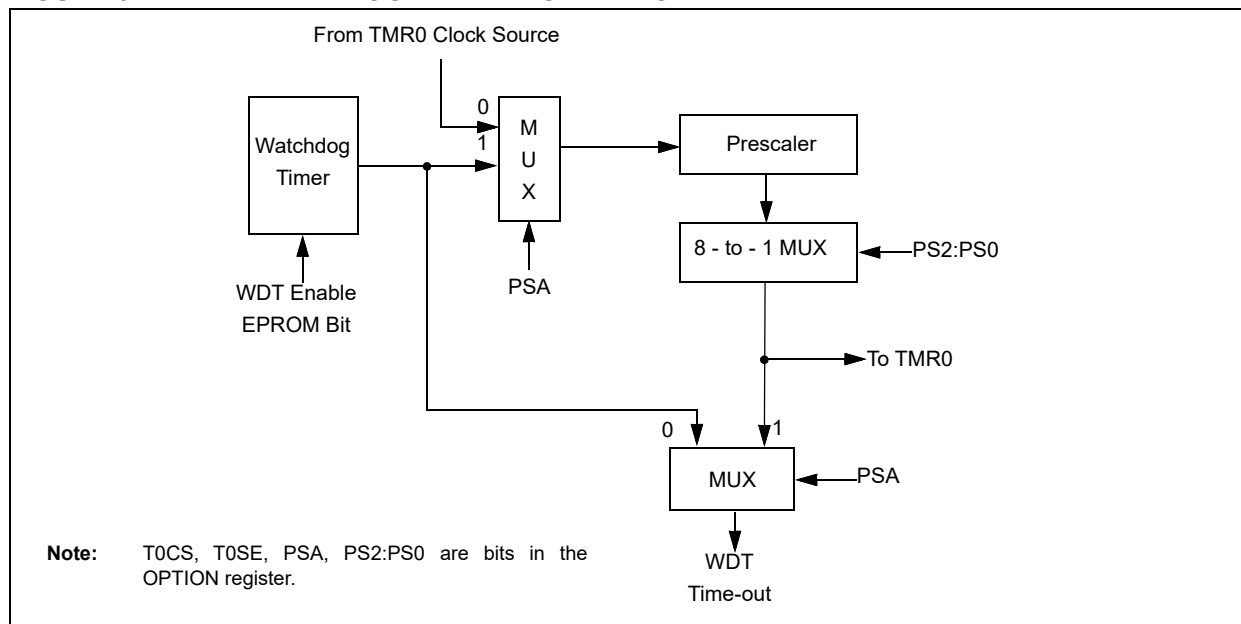 From TMR0 Clock Source
0
1
M
U
X
Watchdog
Timer
Prescaler
8 - to - 1 MUX
PS2:PS0
PSA
WDT Enable
EPROM Bit
To TMR0
0
1
MUX
PSA
WDT
Time-out
Note: T0CS, T0SE, PSA, PS2:PS0 are bits in the
OPTION register.